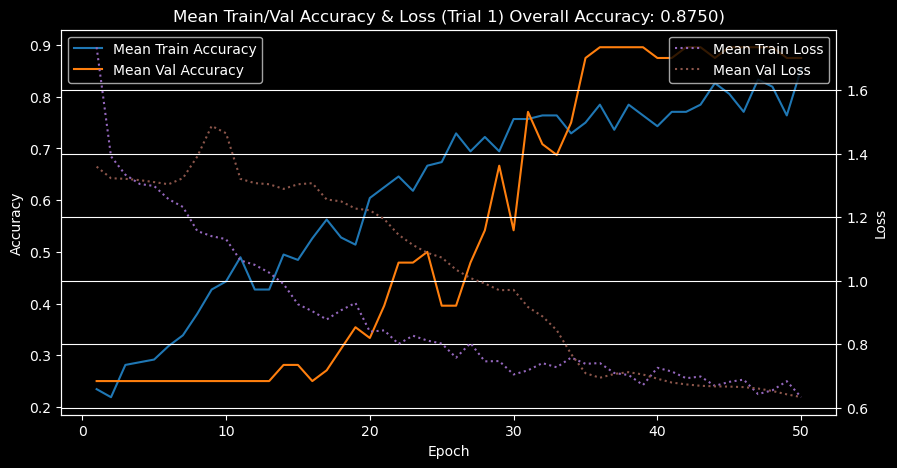 Mean Train/Val Accuracy & Loss (Trial 1) Overall Accuracy: 0.8750)
Mean Train Accuracy
Mean Val Accuracy
Mean Train Loss
Mean Val Loss
Accuracy
0.9
0.8
0.7
0.6
0.5
0.4
0.3
0.2
Loss
1.6
1.4
1.2
1.0
0.8
0.6
0 10 20 30 40 50
Epoch